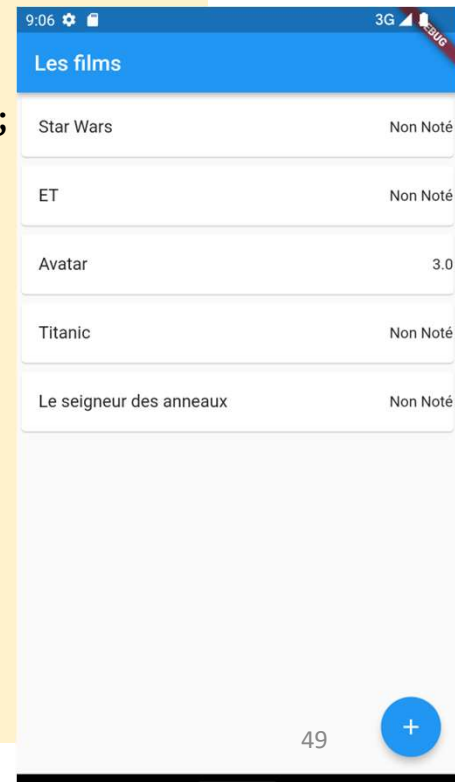 9:06 3G
DEBUG
Les films
;
Star Wars Non Noté
ET Non Noté
Avatar 3.0
Titanic Non Noté
Le seigneur des anneaux Non Noté
+
49